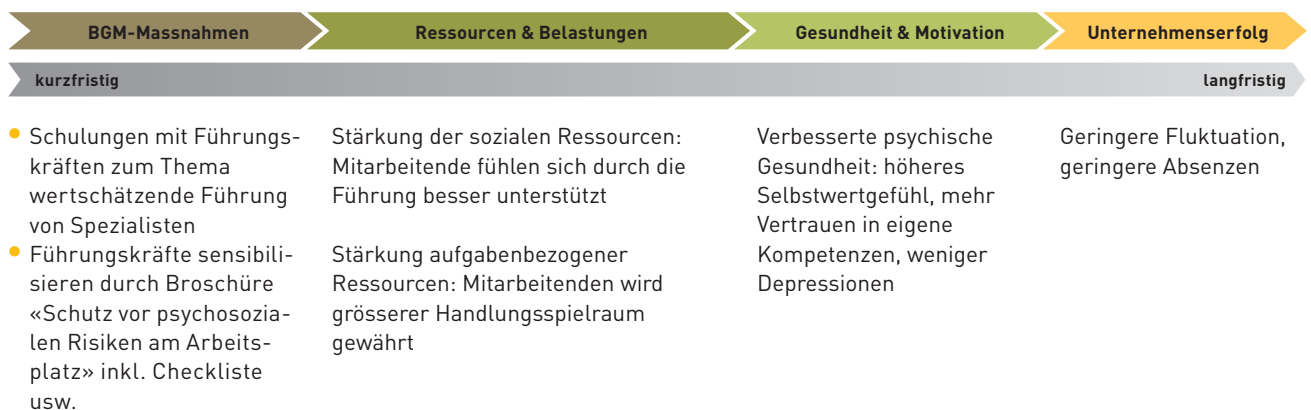 BGM-Massnahmen
Ressourcen & Belastungen
Gesundheit & Motivation
Unternehmenserfolg
kurzfristig
langfristig
Schulungen mit Führungs-
kräften zum Thema
wertschätzende Führung
von Spezialisten
Führungskräfte sensibili-
sieren durch Broschüre
«Schutz vor psychosozia-
len Risiken am Arbeits-
platz» inkl. Checkliste
usw.
Stärkung der sozialen Ressourcen:
Mitarbeitende fühlen sich durch die
Führung besser unterstützt
Stärkung aufgabenbezogener
Ressourcen: Mitarbeitenden wird
grösserer Handlungsspielraum
gewährt
Verbesserte psychische
Gesundheit: höheres
Selbstwertgefühl, mehr
Vertrauen in eigene
Kompetenzen, weniger
Depressionen
Geringere Fluktuation,
geringere Absenzen